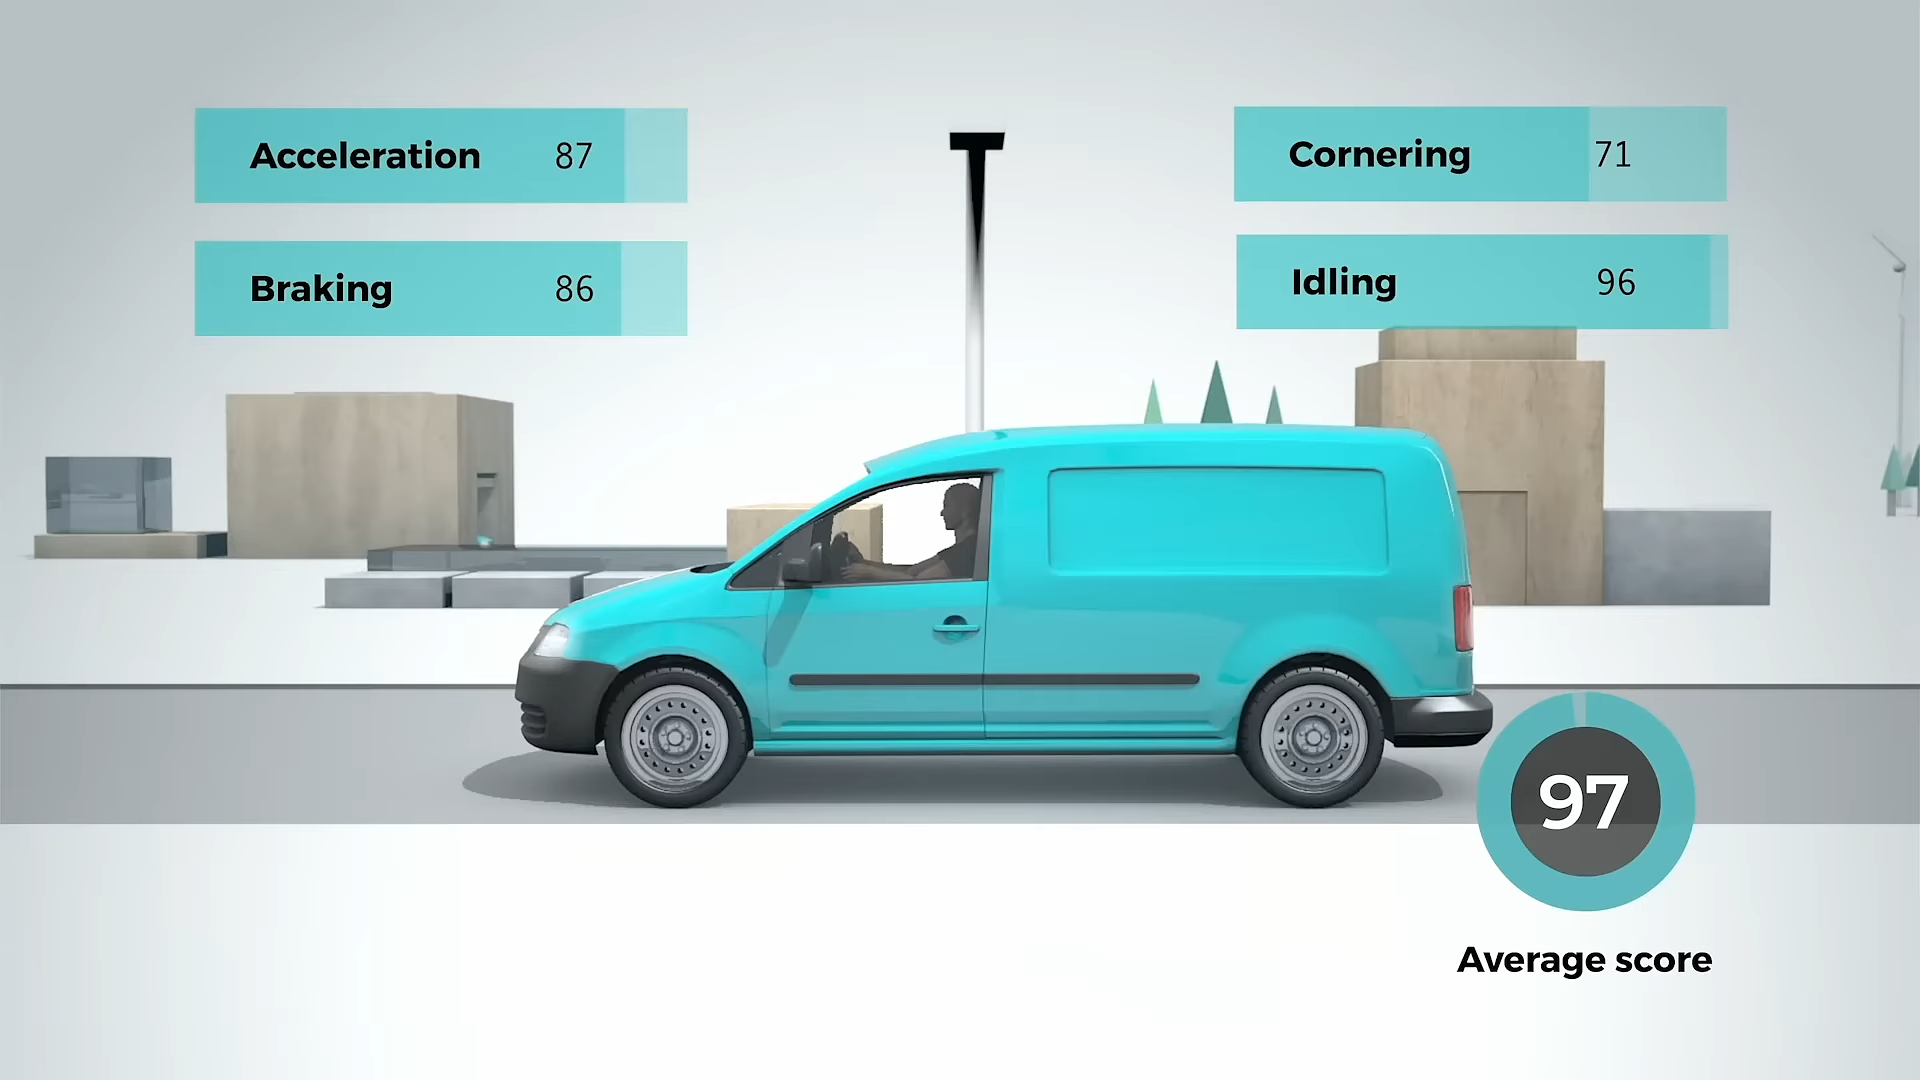 Acceleration 87
Braking 86
Cornering 71
Idling 96
97
Average score